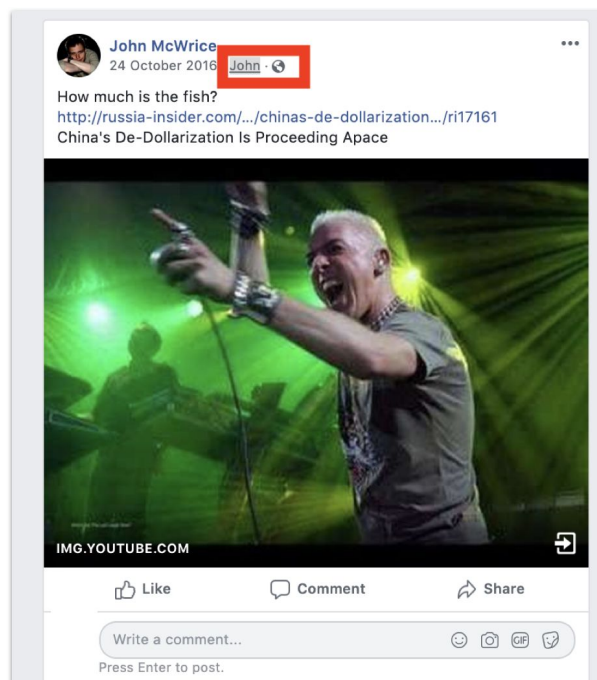 John McWrice
24 October 2016 John ·
How much is the fish?
http://russia-insider.com/.../chinas-de-dollarization.../ri17161
China's De-Dollarization Is Proceeding Apace
IMG.YOUTUBE.COM
Like Comment Share
Write a comment...
GIF
Press Enter to post.